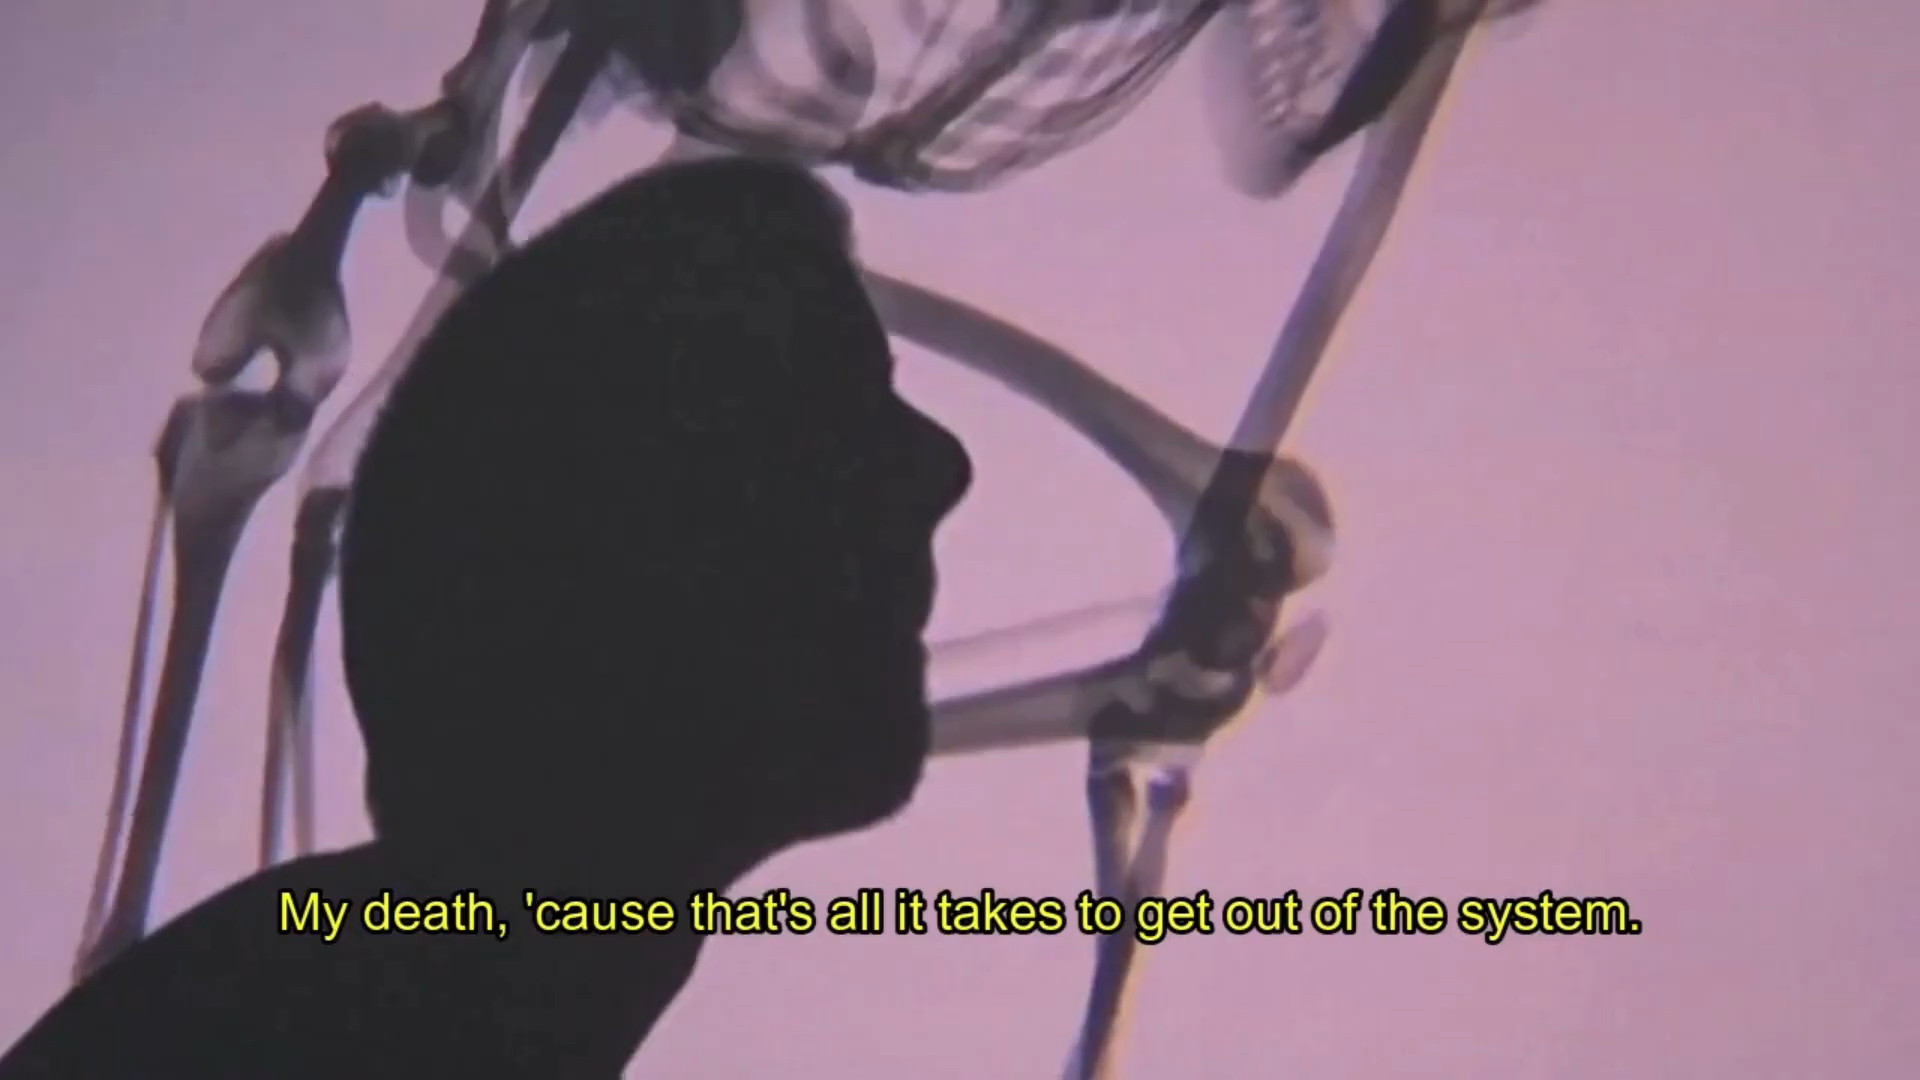 My death, 'cause that's all it takes to get out of the system.